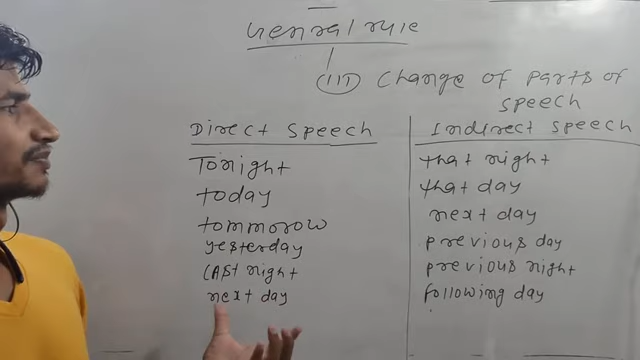 Genral rule
(III) Change of Parts of
Speech
Direct Speech
Indirect Speech
Tonight
that night
today
that day
tommorow
next day
yesterday
previous day
LASt night
previous night
next day
following day